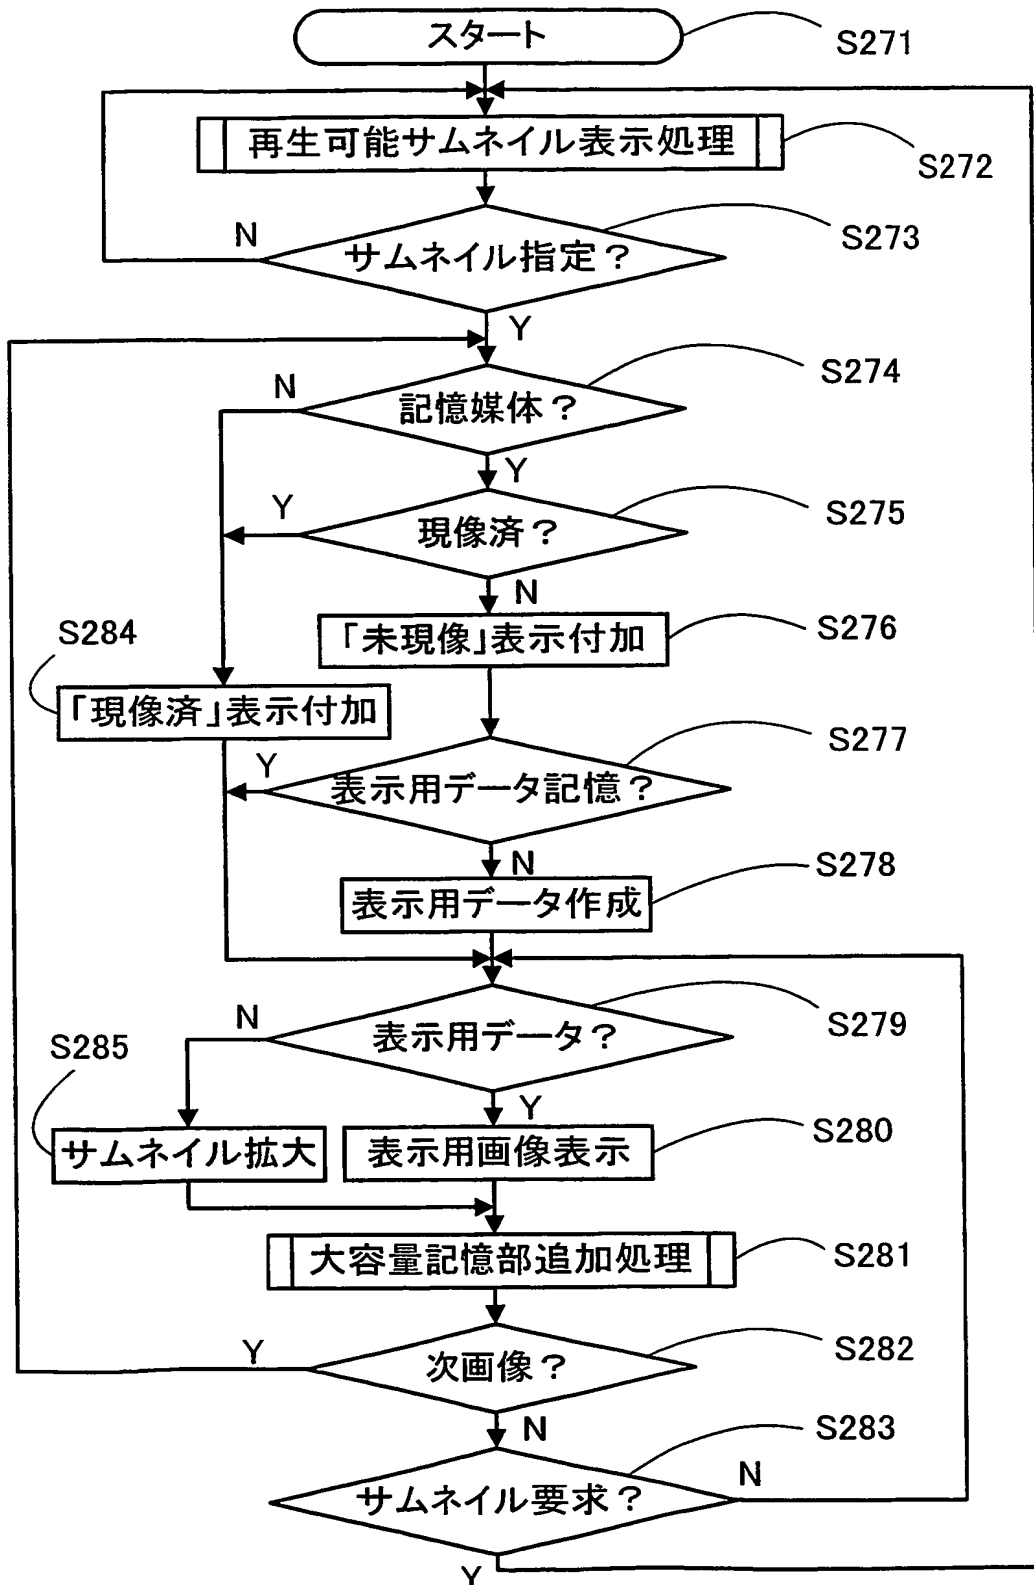 スタート
S271
再生可能サムネイル表示処理
S272
N
サムネイル指定？
S273
Y
N
記憶媒体？
S274
Y
Y
現像済？
S275
N
「未現像」表示付加
S276
S284
「現像済」表示付加
Y
表示用データ記憶？
S277
N
表示用データ作成
S278
N
表示用データ？
S279
S285
Y
サムネイル拡大
表示用画像表示
S280
大容量記憶部追加処理
S281
Y
次画像？
S282
N
サムネイル要求？
S283
N
Y